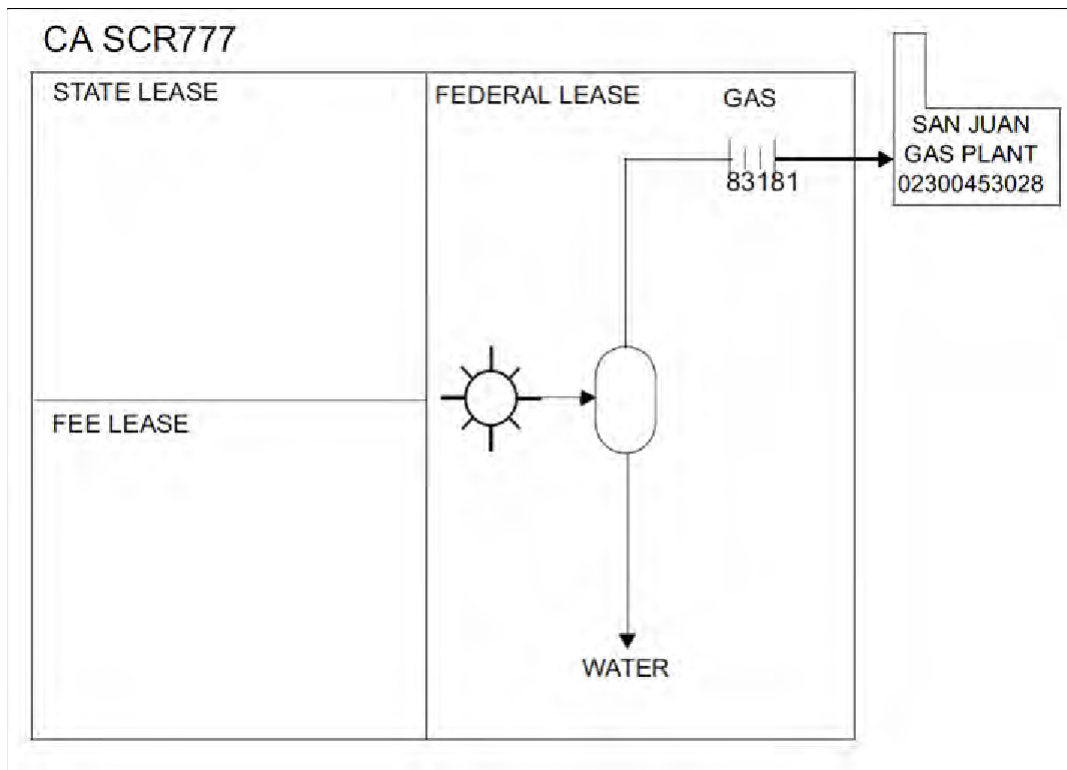 CA SCR777
STATE LEASE
FEDERAL LEASE
GAS
83181
SAN JUAN
GAS PLANT
02300453028
FEE LEASE
WATER